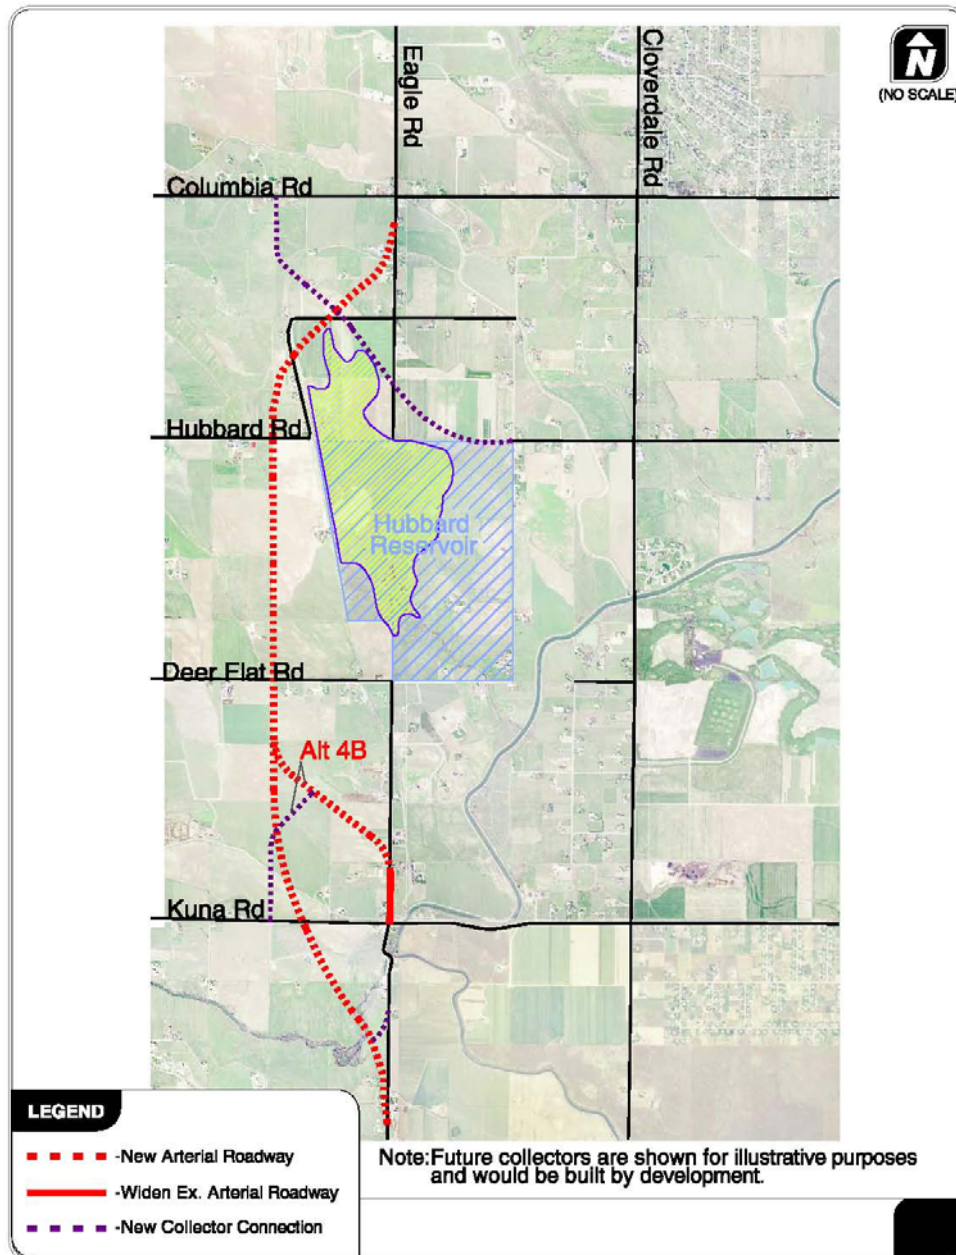 N
(NO SCALE)
Eagle Rd
Cloverdale Rd
Columbia Rd
Hubbard Rd
Hubbard
Reservoir
Deer Flat Rd
Alt 4B
Kuna Rd
LEGEND
-New Arterial Roadway
-Widen Ex. Arterial Roadway
-New Collector Connection
Note:Future collectors are shown for illustrative purposes
and would be built by development.